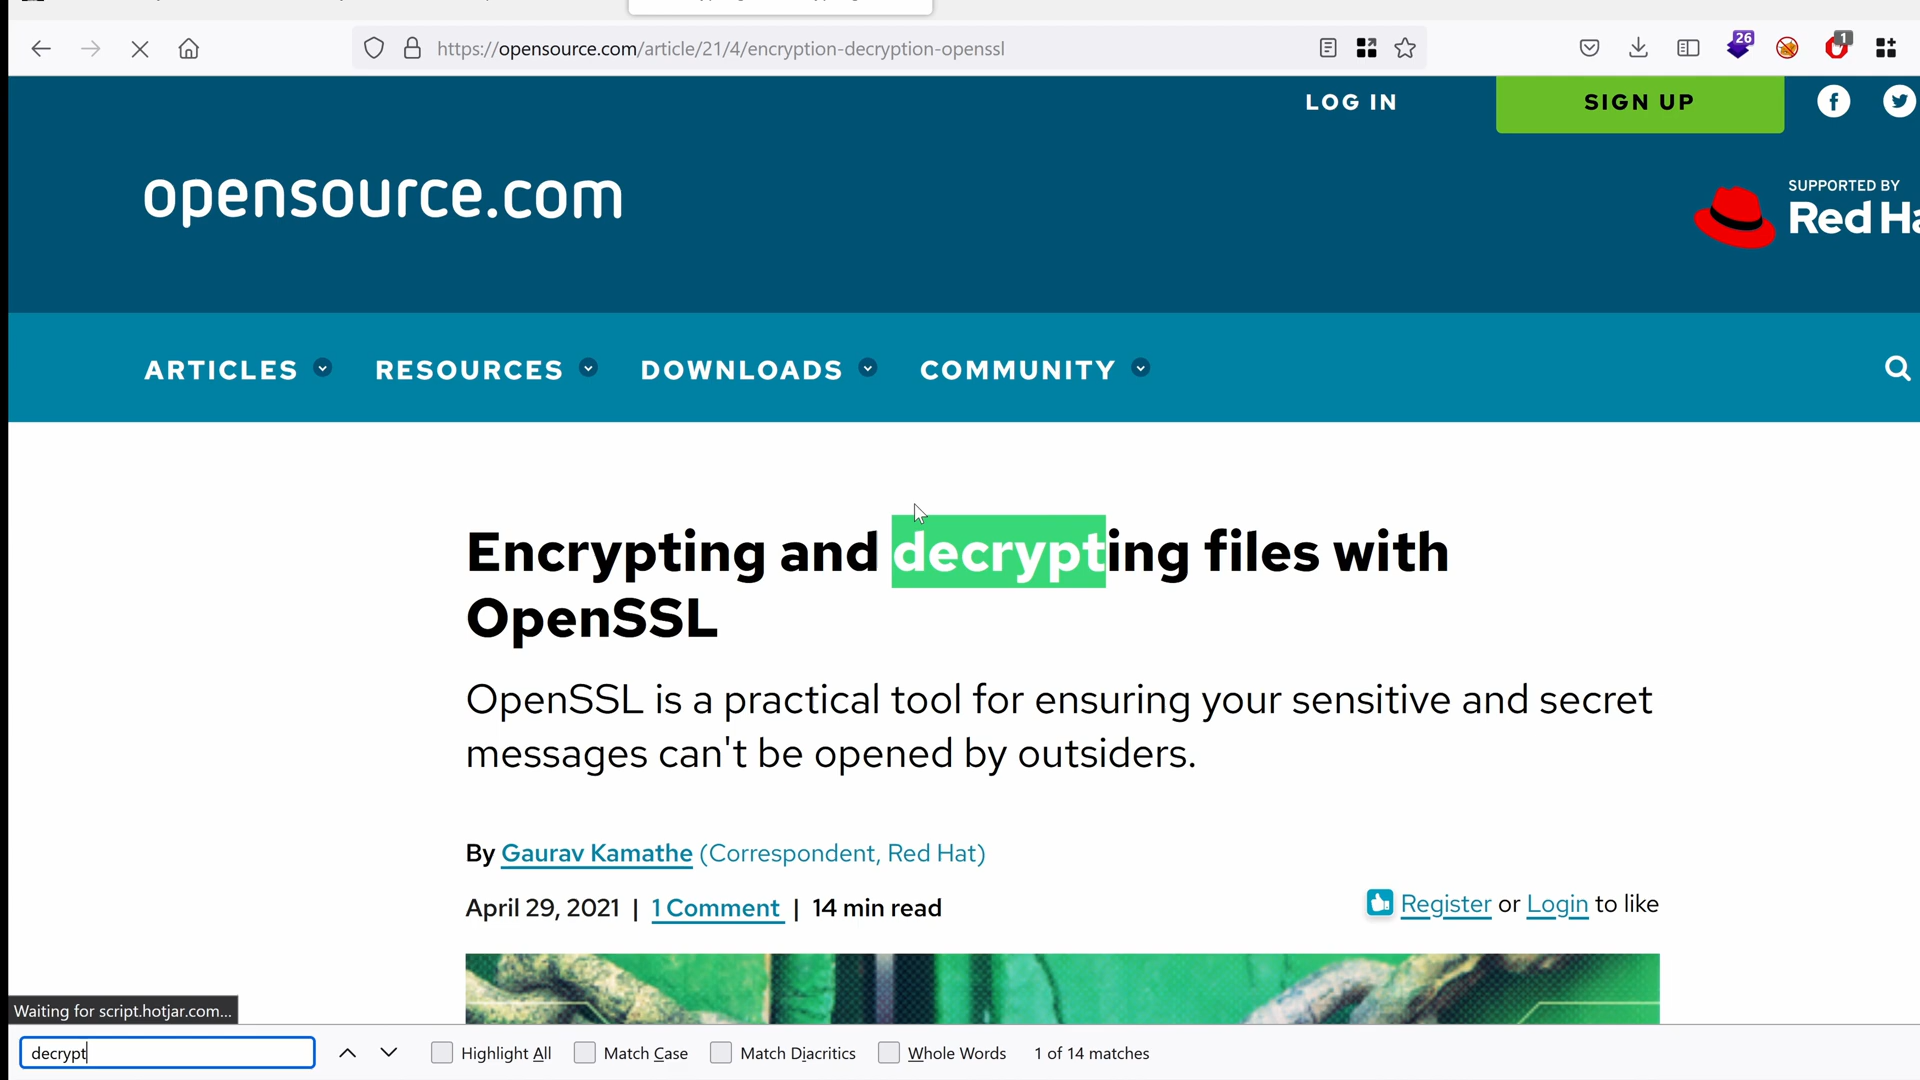 https://opensource.com/article/21/4/encryption-decryption-openssl
26
1
LOG IN
SIGN UP
opensource.com
SUPPORTED BY
Red Ha
ARTICLES
RESOURCES
DOWNLOADS
COMMUNITY
Encrypting and decrypting files with
OpenSSL
OpenSSL is a practical tool for ensuring your sensitive and secret
messages can't be opened by outsiders.
By Gaurav Kamathe (Correspondent, Red Hat)
April 29, 2021 | 1 Comment | 14 min read
Register or Login to like
Waiting for script.hotjar.com...
decrypt
Highlight All
Match Case
Match Diacritics
Whole Words
1 of 14 matches